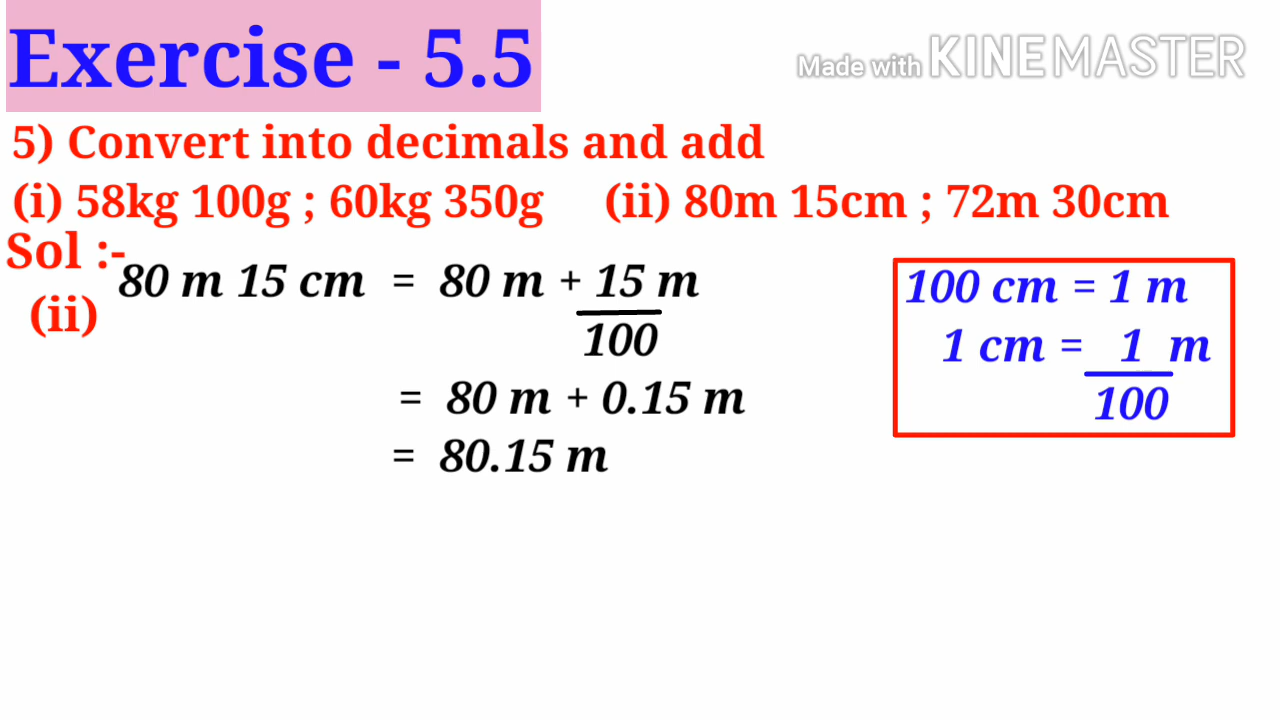 Exercise - 5.5
Made with KINEMASTER
5) Convert into decimals and add
(i) 58kg 100g ; 60kg 350g (ii) 80m 15cm ; 72m 30cm
Sol :-
(ii)
80 m 15 cm = 80 m + 15 m
100
= 80 m + 0.15 m
= 80.15 m
100 cm = 1 m
1 cm = 1 m
100